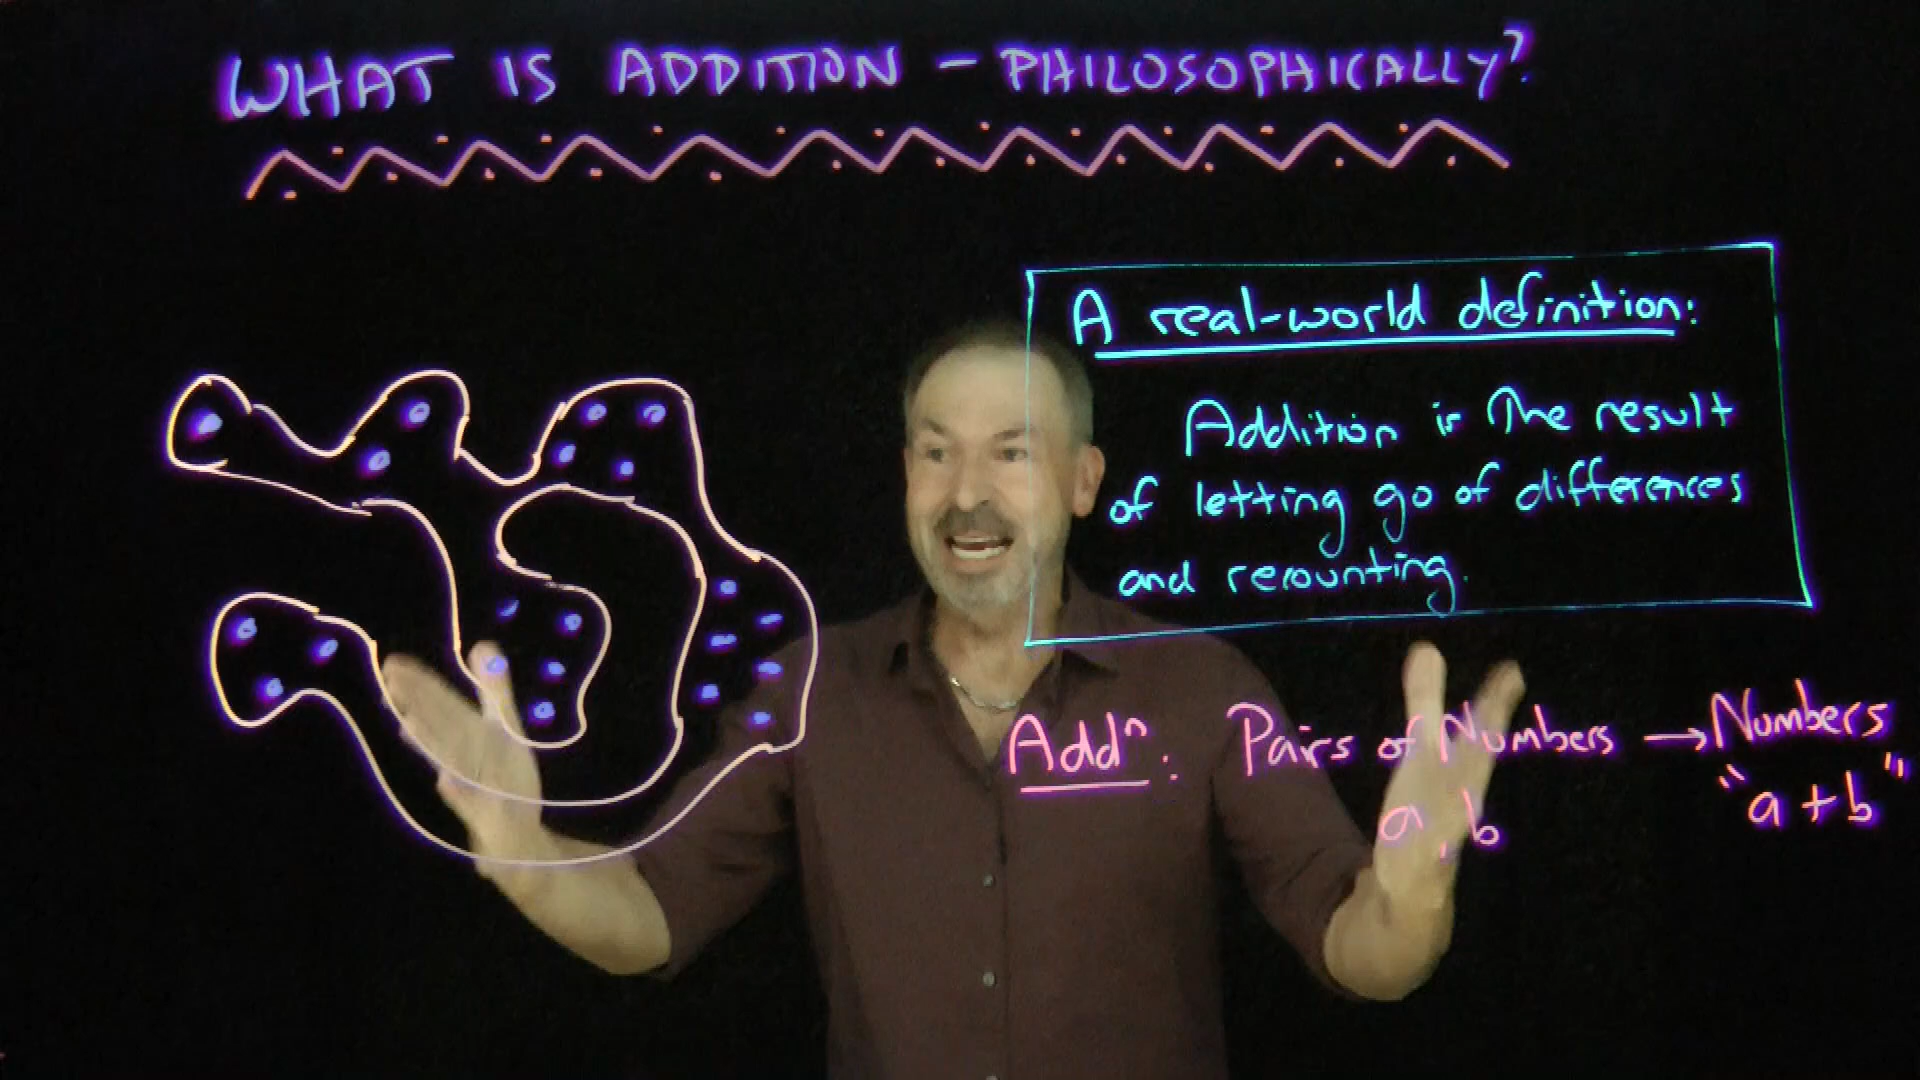 WHAT IS ADDITION - PHILOSOPHICALLY?
A real-world definition:
Addition is the result
of letting go of differences
and recounting.
Addⁿ: Pairs of Numbers → Numbers
a, b "a + b"